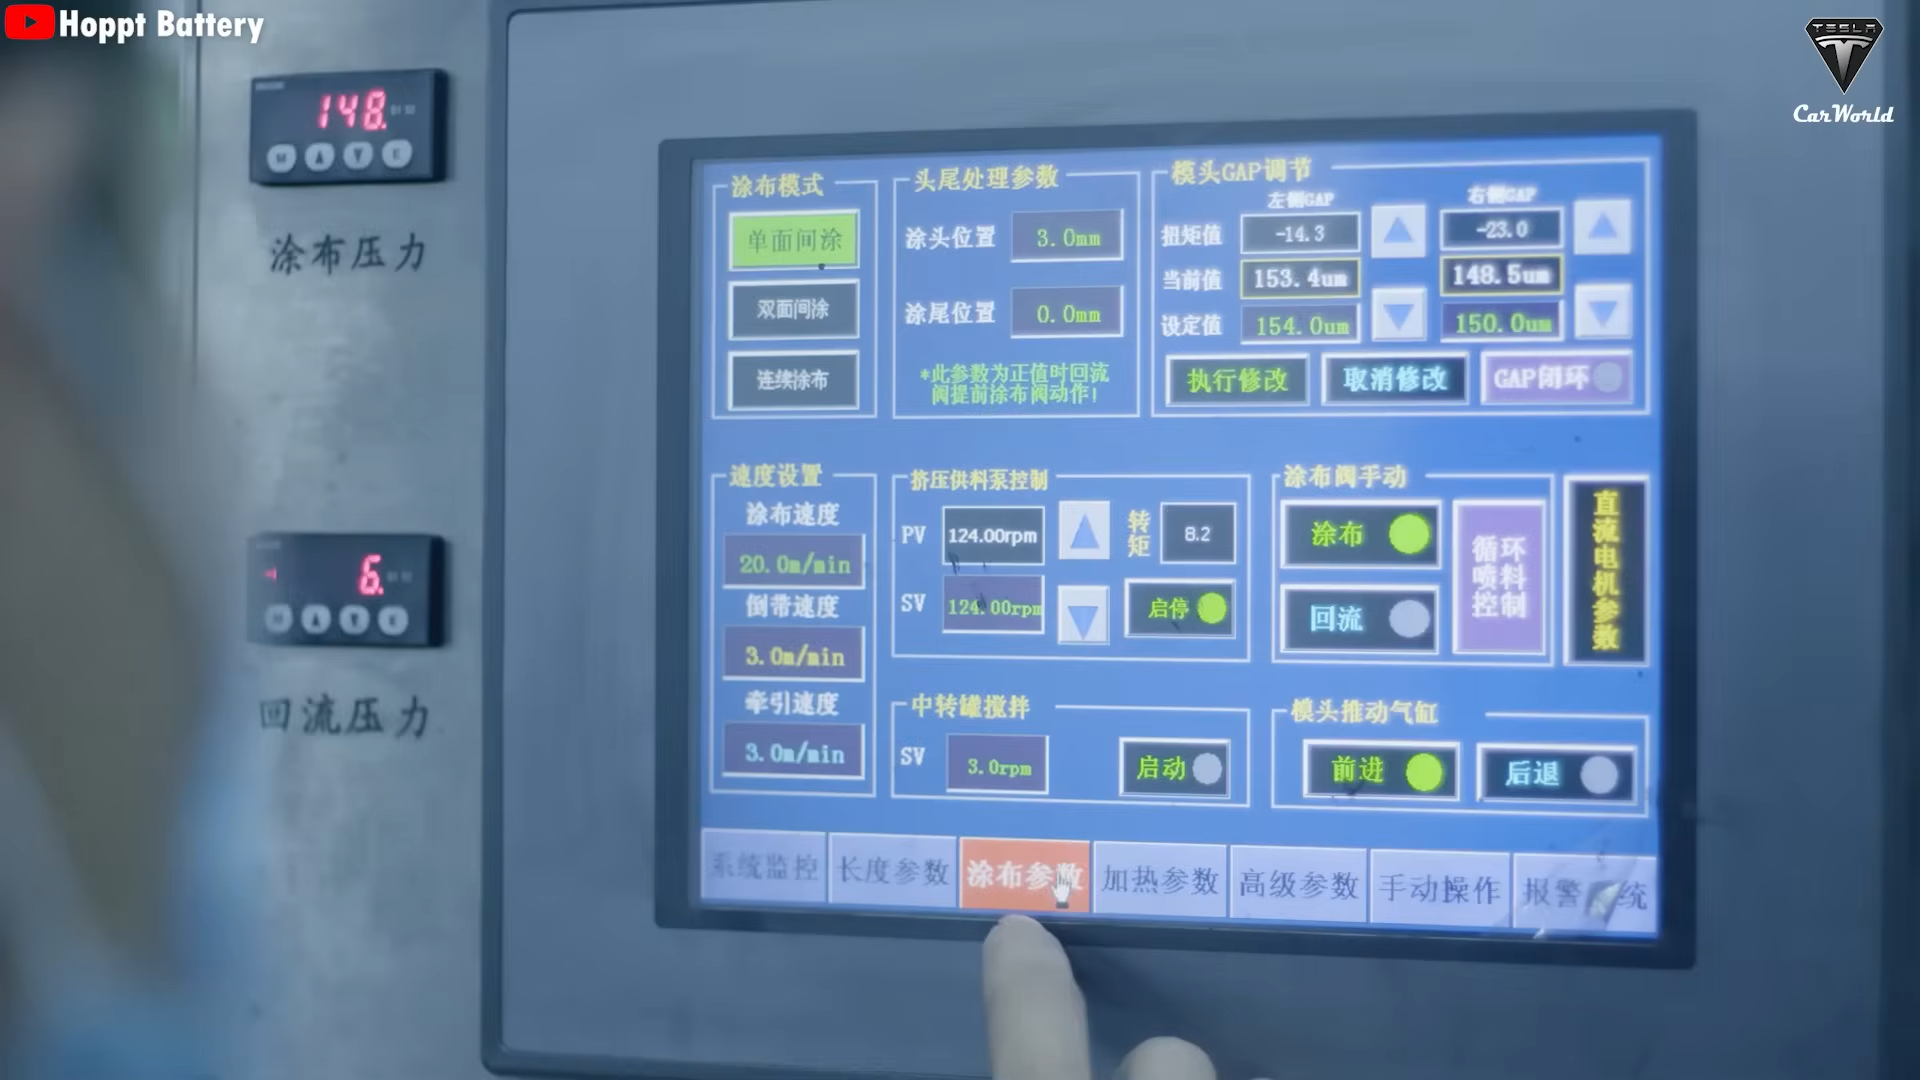 Hoppt Battery
TESLA
CarWorld
148.
涂布压力
6.
回流压力
涂布模式
单面间涂
双面间涂
连续涂布
头尾处理参数
涂头位置 3.0mm
涂尾位置 0.0mm
*此参数为正值时回流
阀提前涂布阀动作!
模头GAP调节
左侧GAP 右侧GAP
扭矩值 -14.3 -23.0
当前值 153.4um 148.5um
设定值 154.0um 150.0um
执行修改 取消修改 GAP闭环
速度设置
涂布速度
20.0m/min
倒带速度
3.0m/min
牵引速度
3.0m/min
挤压供料泵控制
PV 124.00rpm 转矩 8.2
SV 124.00rpm 启停
中转罐搅拌
SV 3.0rpm 启动
涂布阀手动
涂布
回流
循环喷料控制
直流电机参数
模头推动气缸
前进 后退
系统监控 长度参数 涂布参数 加热参数 高级参数 手动操作 报警 统